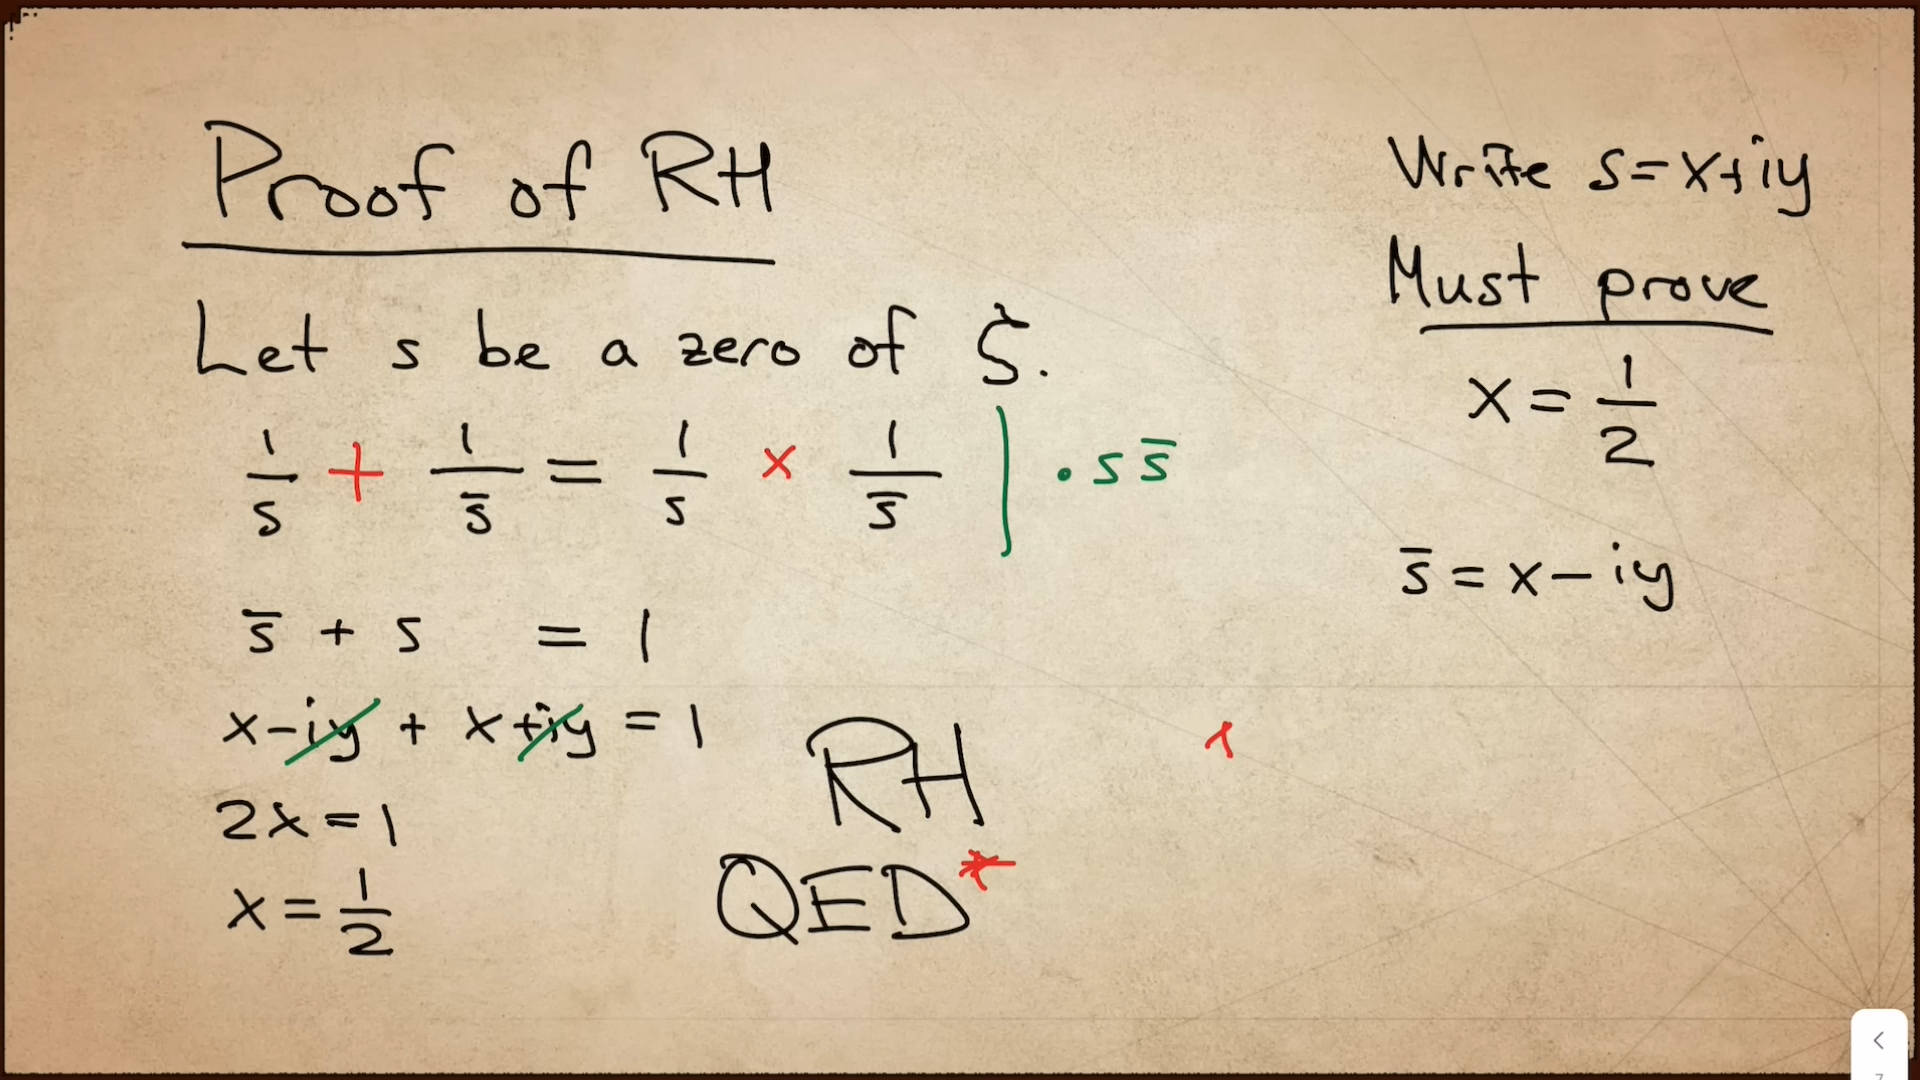 Proof of RH
Let s be a zero of ζ.
1/s + 1/s̄ = 1/s × 1/s̄ | · s s̄
s̄ + s = 1
x - iy + x + iy = 1
2x = 1
x = 1/2
RH
QED*
Write s = x + iy
Must prove
x = 1/2
s̄ = x - iy